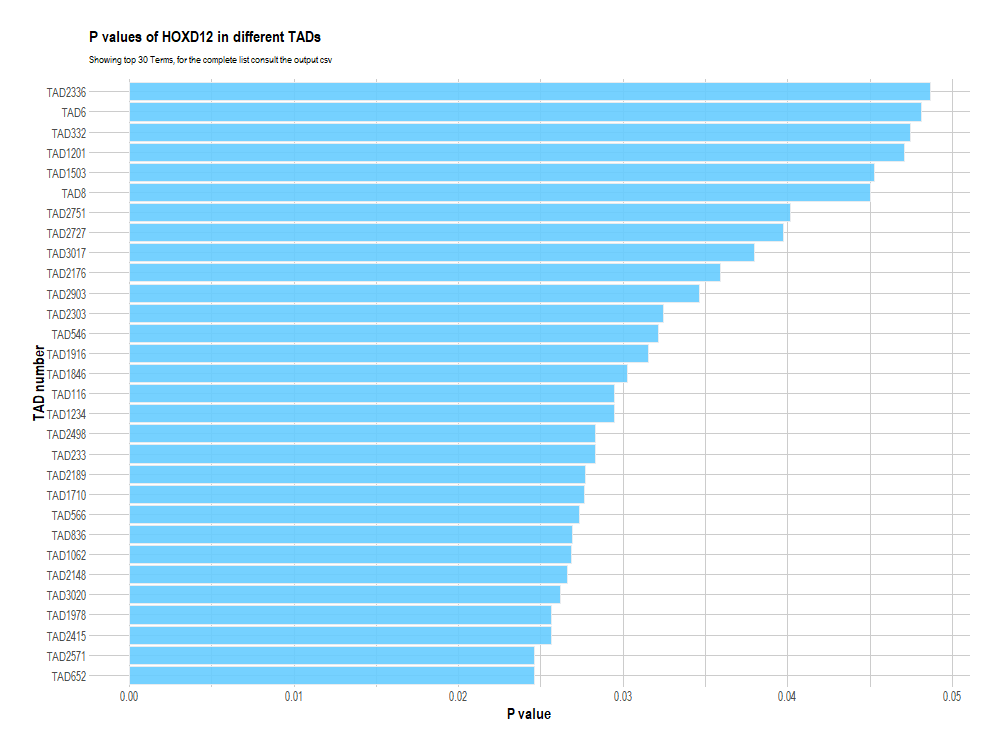 P values of HOXD12 in different TADs
Showing top 30 Terms, for the complete list consult the output csv
TAD number
TAD2336
TAD6
TAD332
TAD1201
TAD1503
TAD8
TAD2751
TAD2727
TAD3017
TAD2176
TAD2903
TAD2303
TAD546
TAD1916
TAD1846
TAD116
TAD1234
TAD2498
TAD233
TAD2189
TAD1710
TAD566
TAD836
TAD1062
TAD2148
TAD3020
TAD1978
TAD2415
TAD2571
TAD652
0.00 0.01 0.02 0.03 0.04 0.05
P value